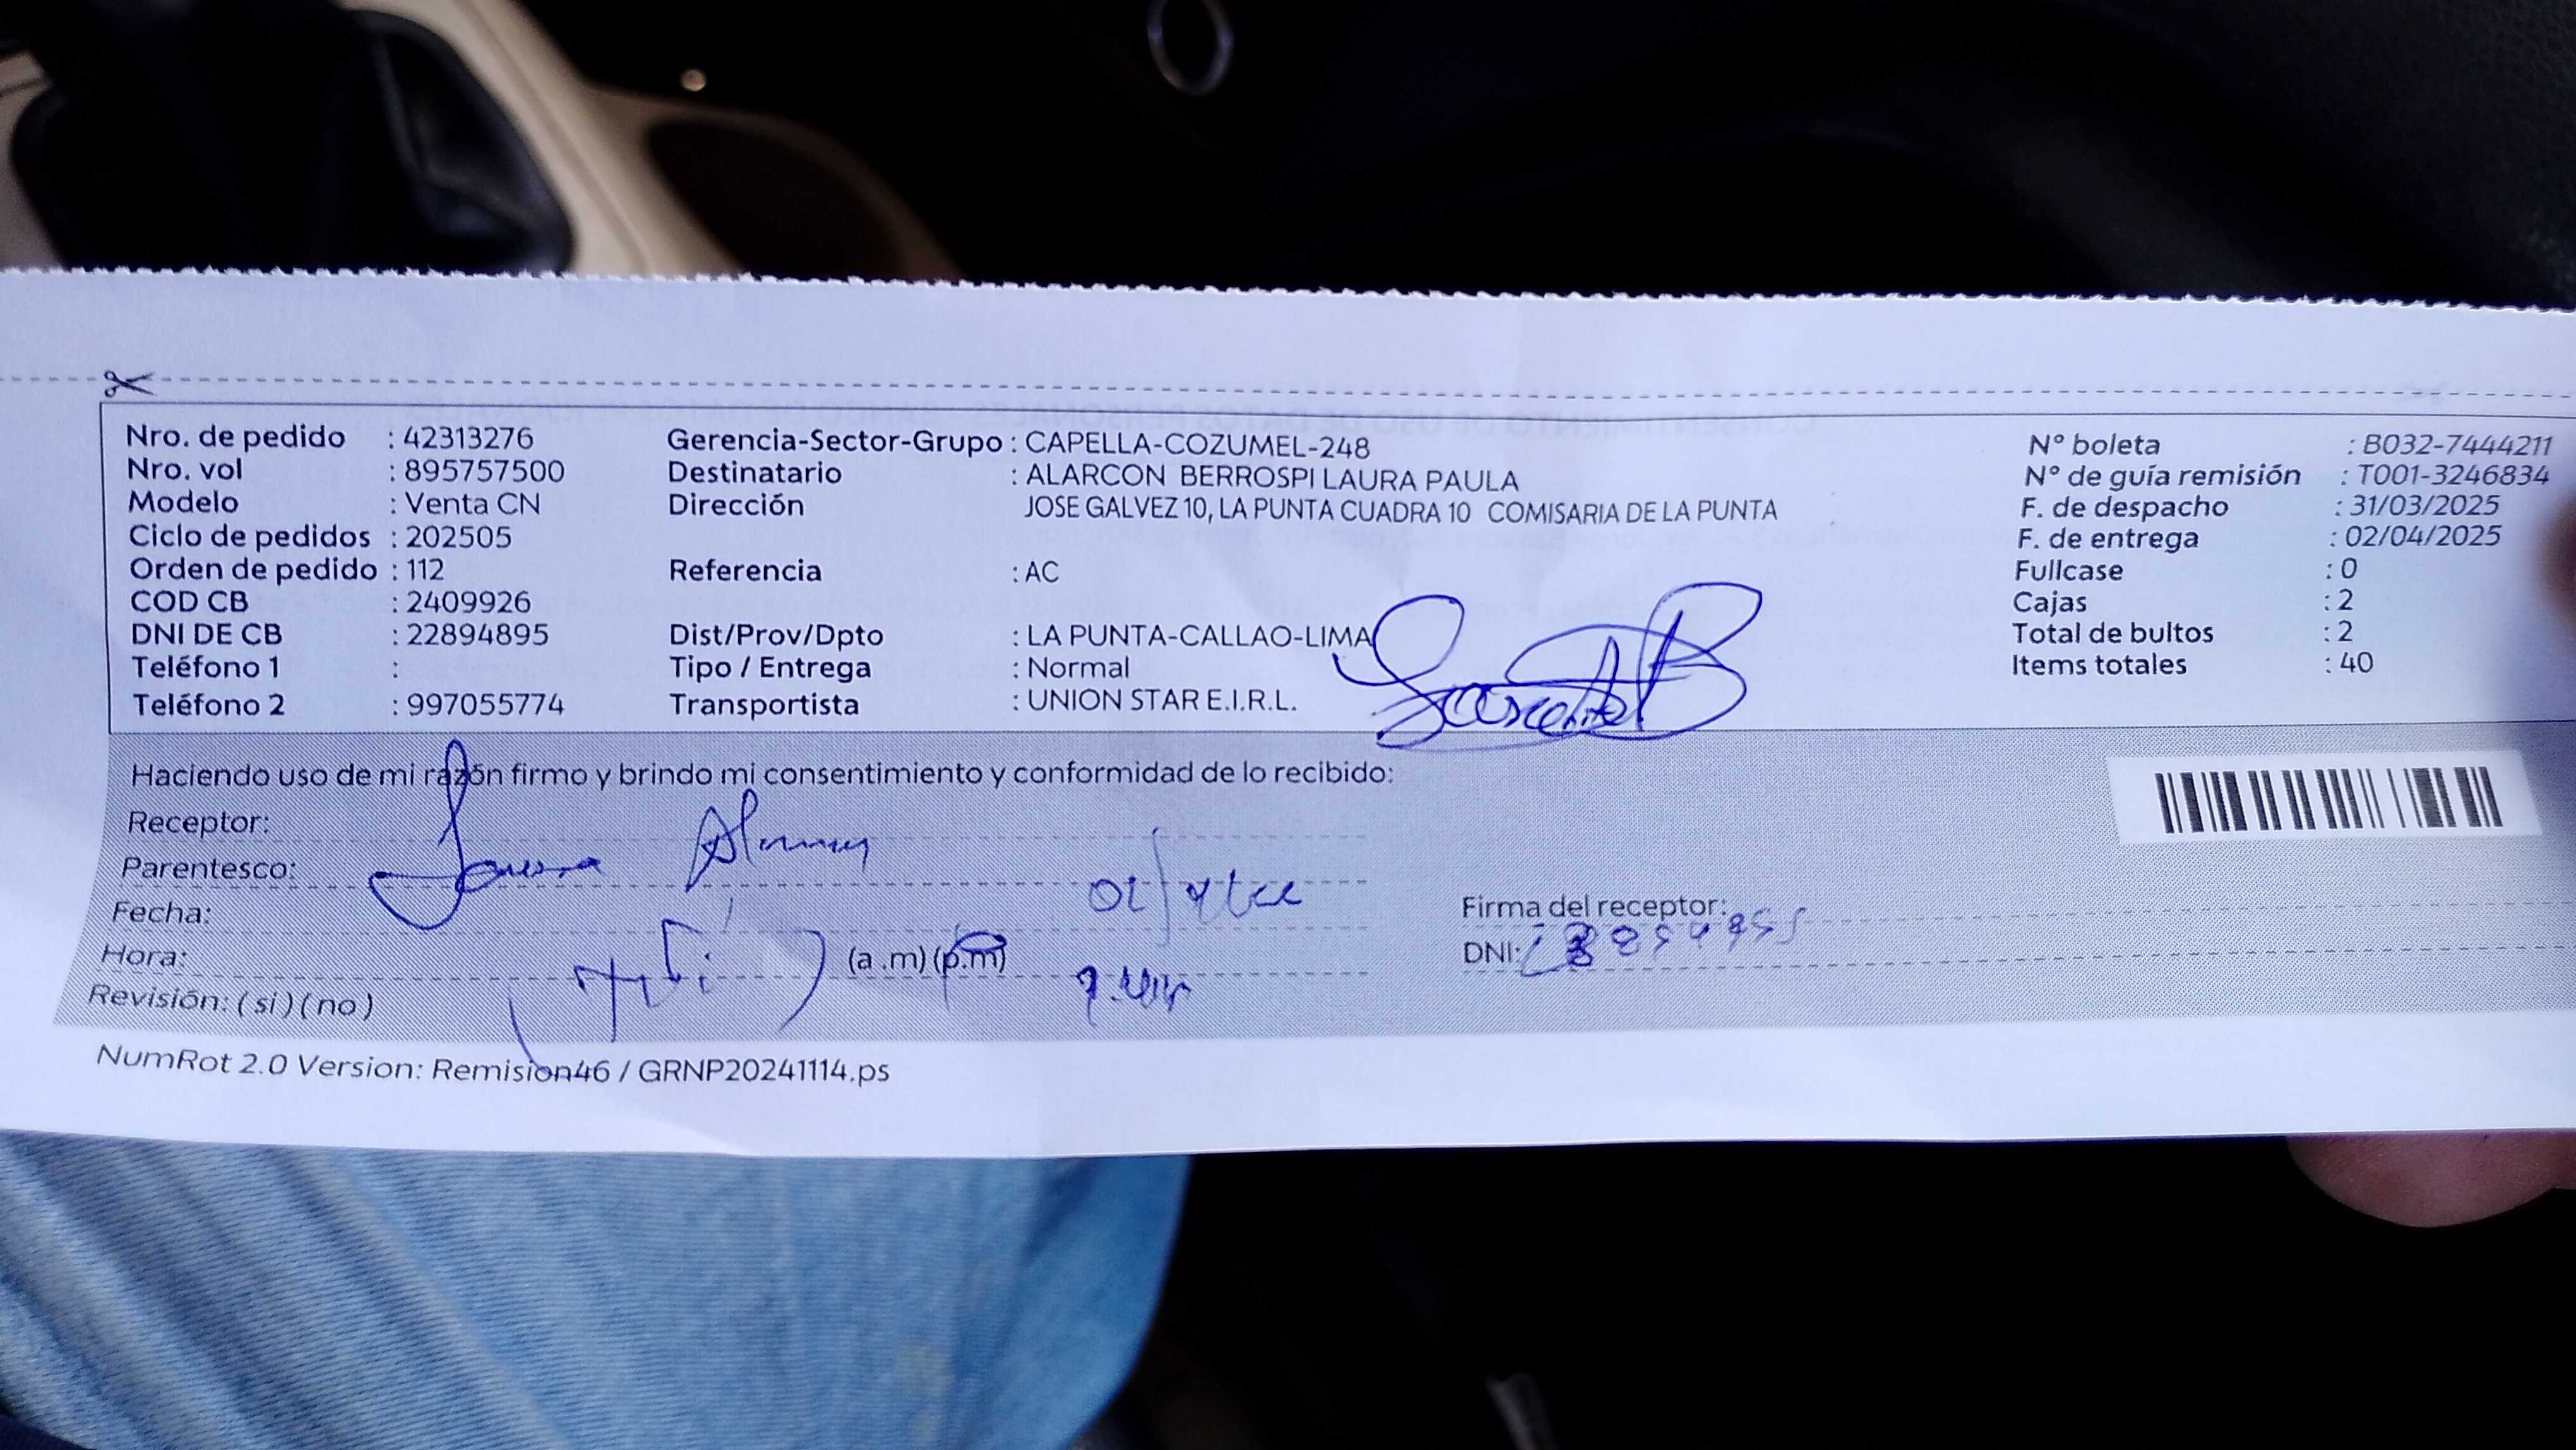 Nro. de pedido : 42313276 Gerencia-Sector-Grupo : CAPELLA-COZUMEL-248 N° boleta : B032-7444211
Nro. vol : 895757500 Destinatario : ALARCON BERROSPI LAURA PAULA N° de guía remisión : T001-3246834
Modelo : Venta CN Dirección JOSE GALVEZ 10, LA PUNTA CUADRA 10 COMISARIA DE LA PUNTA F. de despacho : 31/03/2025
Ciclo de pedidos : 202505 F. de entrega : 02/04/2025
Orden de pedido : 112 Referencia : AC Fullcase : 0
COD CB : 2409926 Cajas : 2
DNI DE CB : 22894895 Dist/Prov/Dpto : LA PUNTA-CALLAO-LIMA Total de bultos : 2
Teléfono 1 : Tipo / Entrega : Normal Items totales : 40
Teléfono 2 : 997055774 Transportista : UNION STAR E.I.R.L.
Haciendo uso de mi razón firmo y brindo mi consentimiento y conformidad de lo recibido:
Receptor:
Parentesco:
Fecha: Firma del receptor:
Hora: (a .m) (p.m) DNI:
Revisión: ( si ) ( no )
NumRot 2.0 Version: Remision46 / GRNP20241114.ps